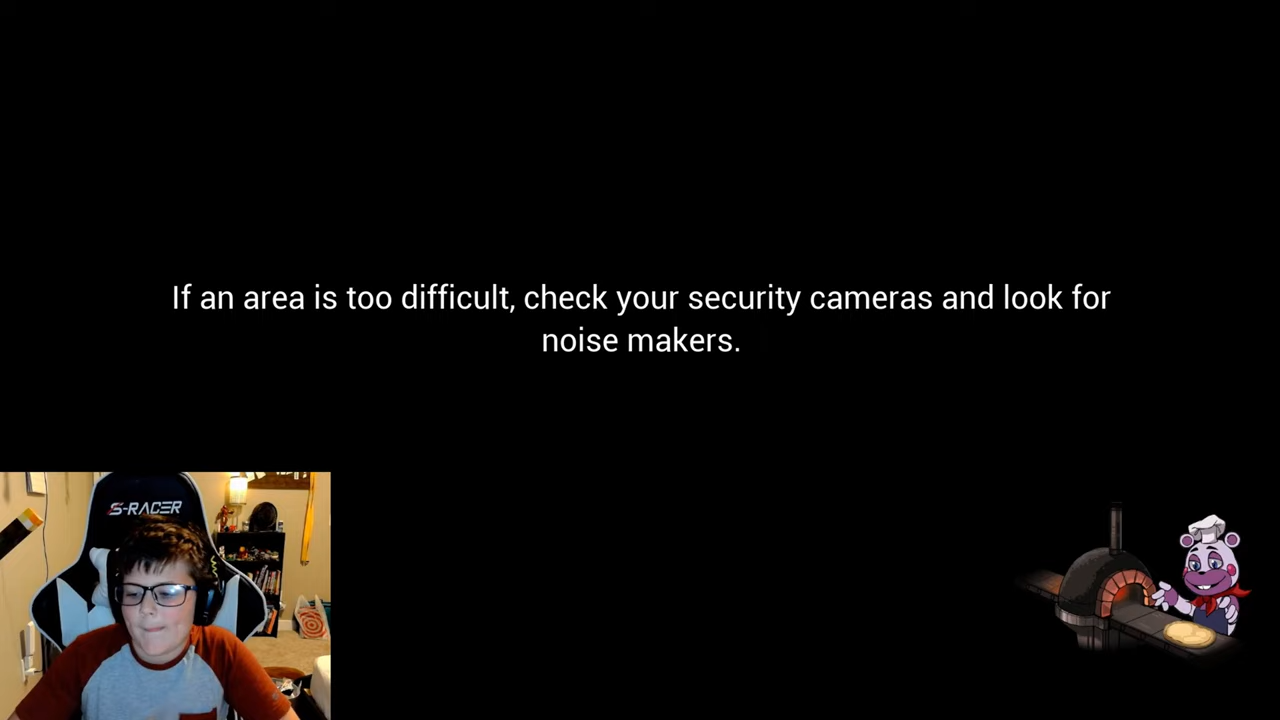 If an area is too difficult, check your security cameras and look for
noise makers.
S-RACER